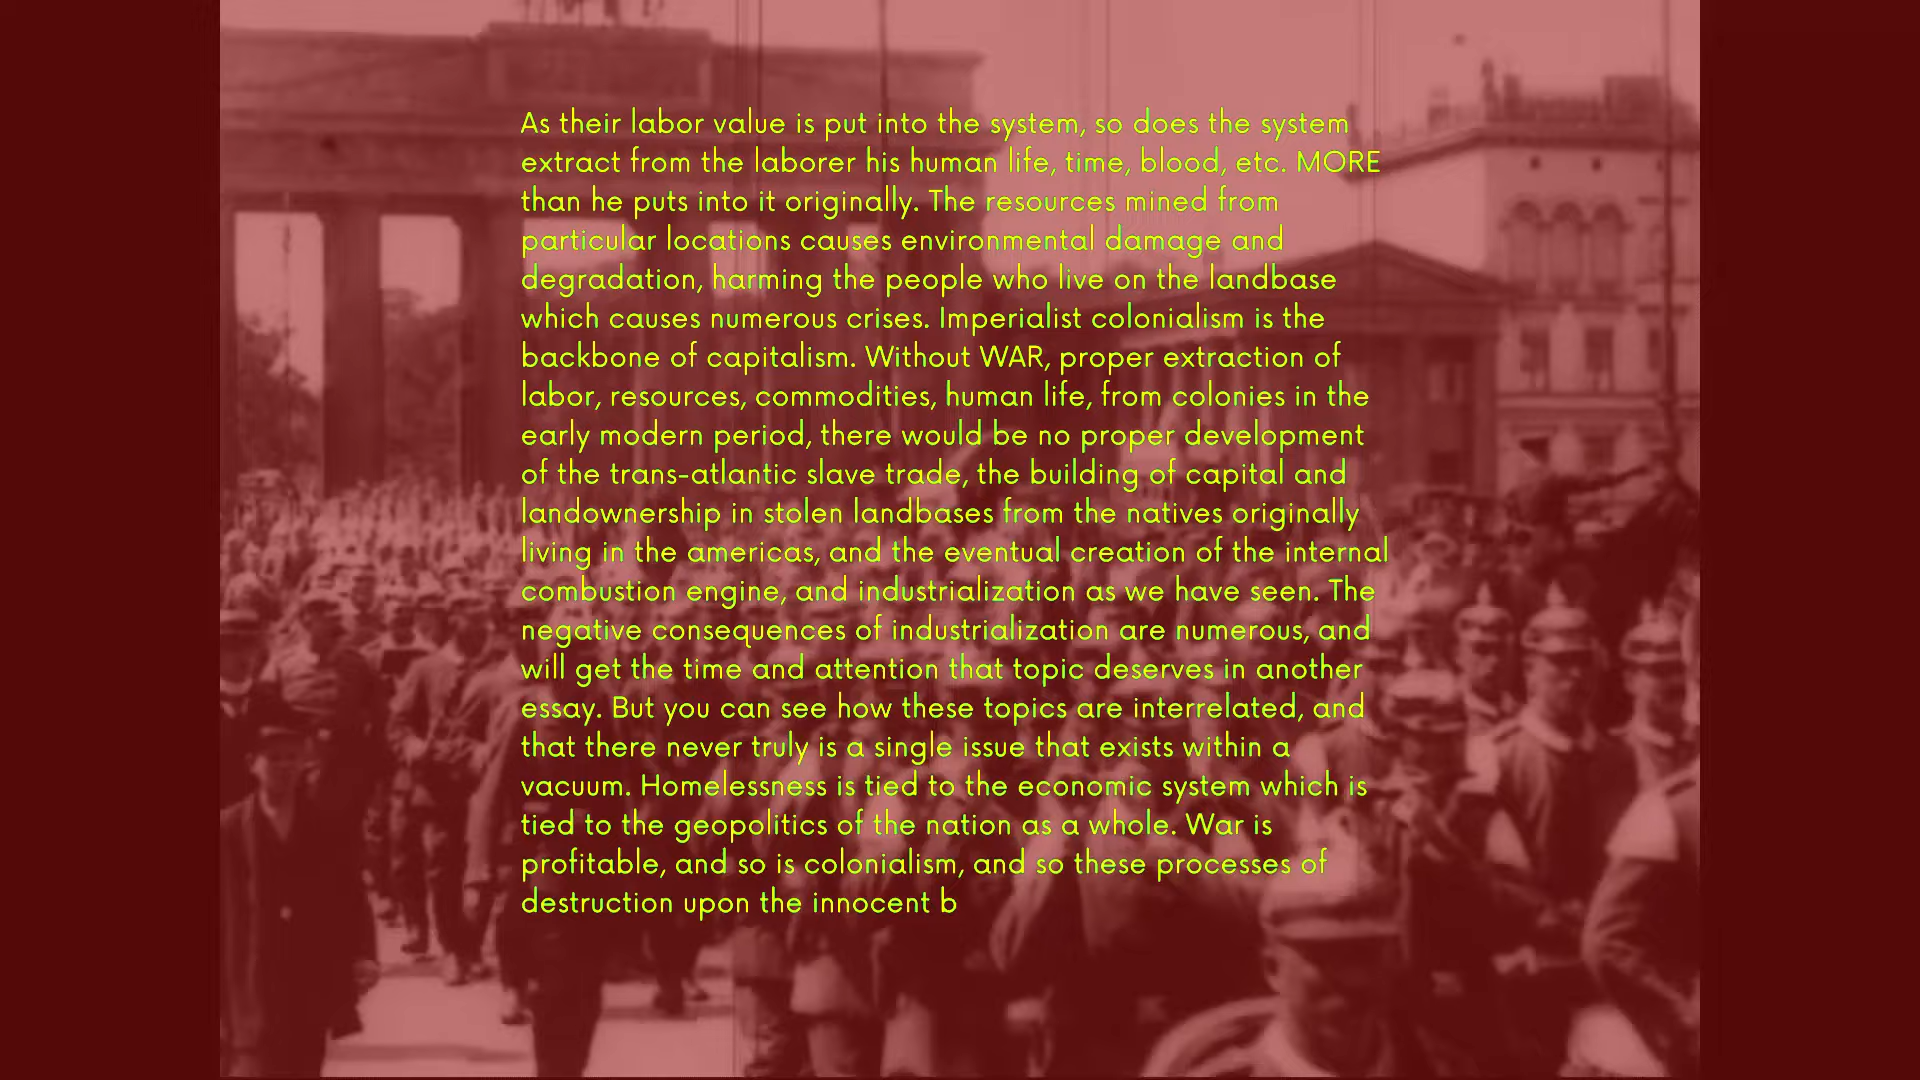 As their labor value is put into the system, so does the system
extract from the laborer his human life, time, blood, etc. MORE
than he puts into it originally. The resources mined from
particular locations causes environmental damage and
degradation, harming the people who live on the landbase
which causes numerous crises. Imperialist colonialism is the
backbone of capitalism. Without WAR, proper extraction of
labor, resources, commodities, human life, from colonies in the
early modern period, there would be no proper development
of the trans-atlantic slave trade, the building of capital and
landownership in stolen landbases from the natives originally
living in the americas, and the eventual creation of the internal
combustion engine, and industrialization as we have seen. The
negative consequences of industrialization are numerous, and
will get the time and attention that topic deserves in another
essay. But you can see how these topics are interrelated, and
that there never truly is a single issue that exists within a
vacuum. Homelessness is tied to the economic system which is
tied to the geopolitics of the nation as a whole. War is
profitable, and so is colonialism, and so these processes of
destruction upon the innocent b